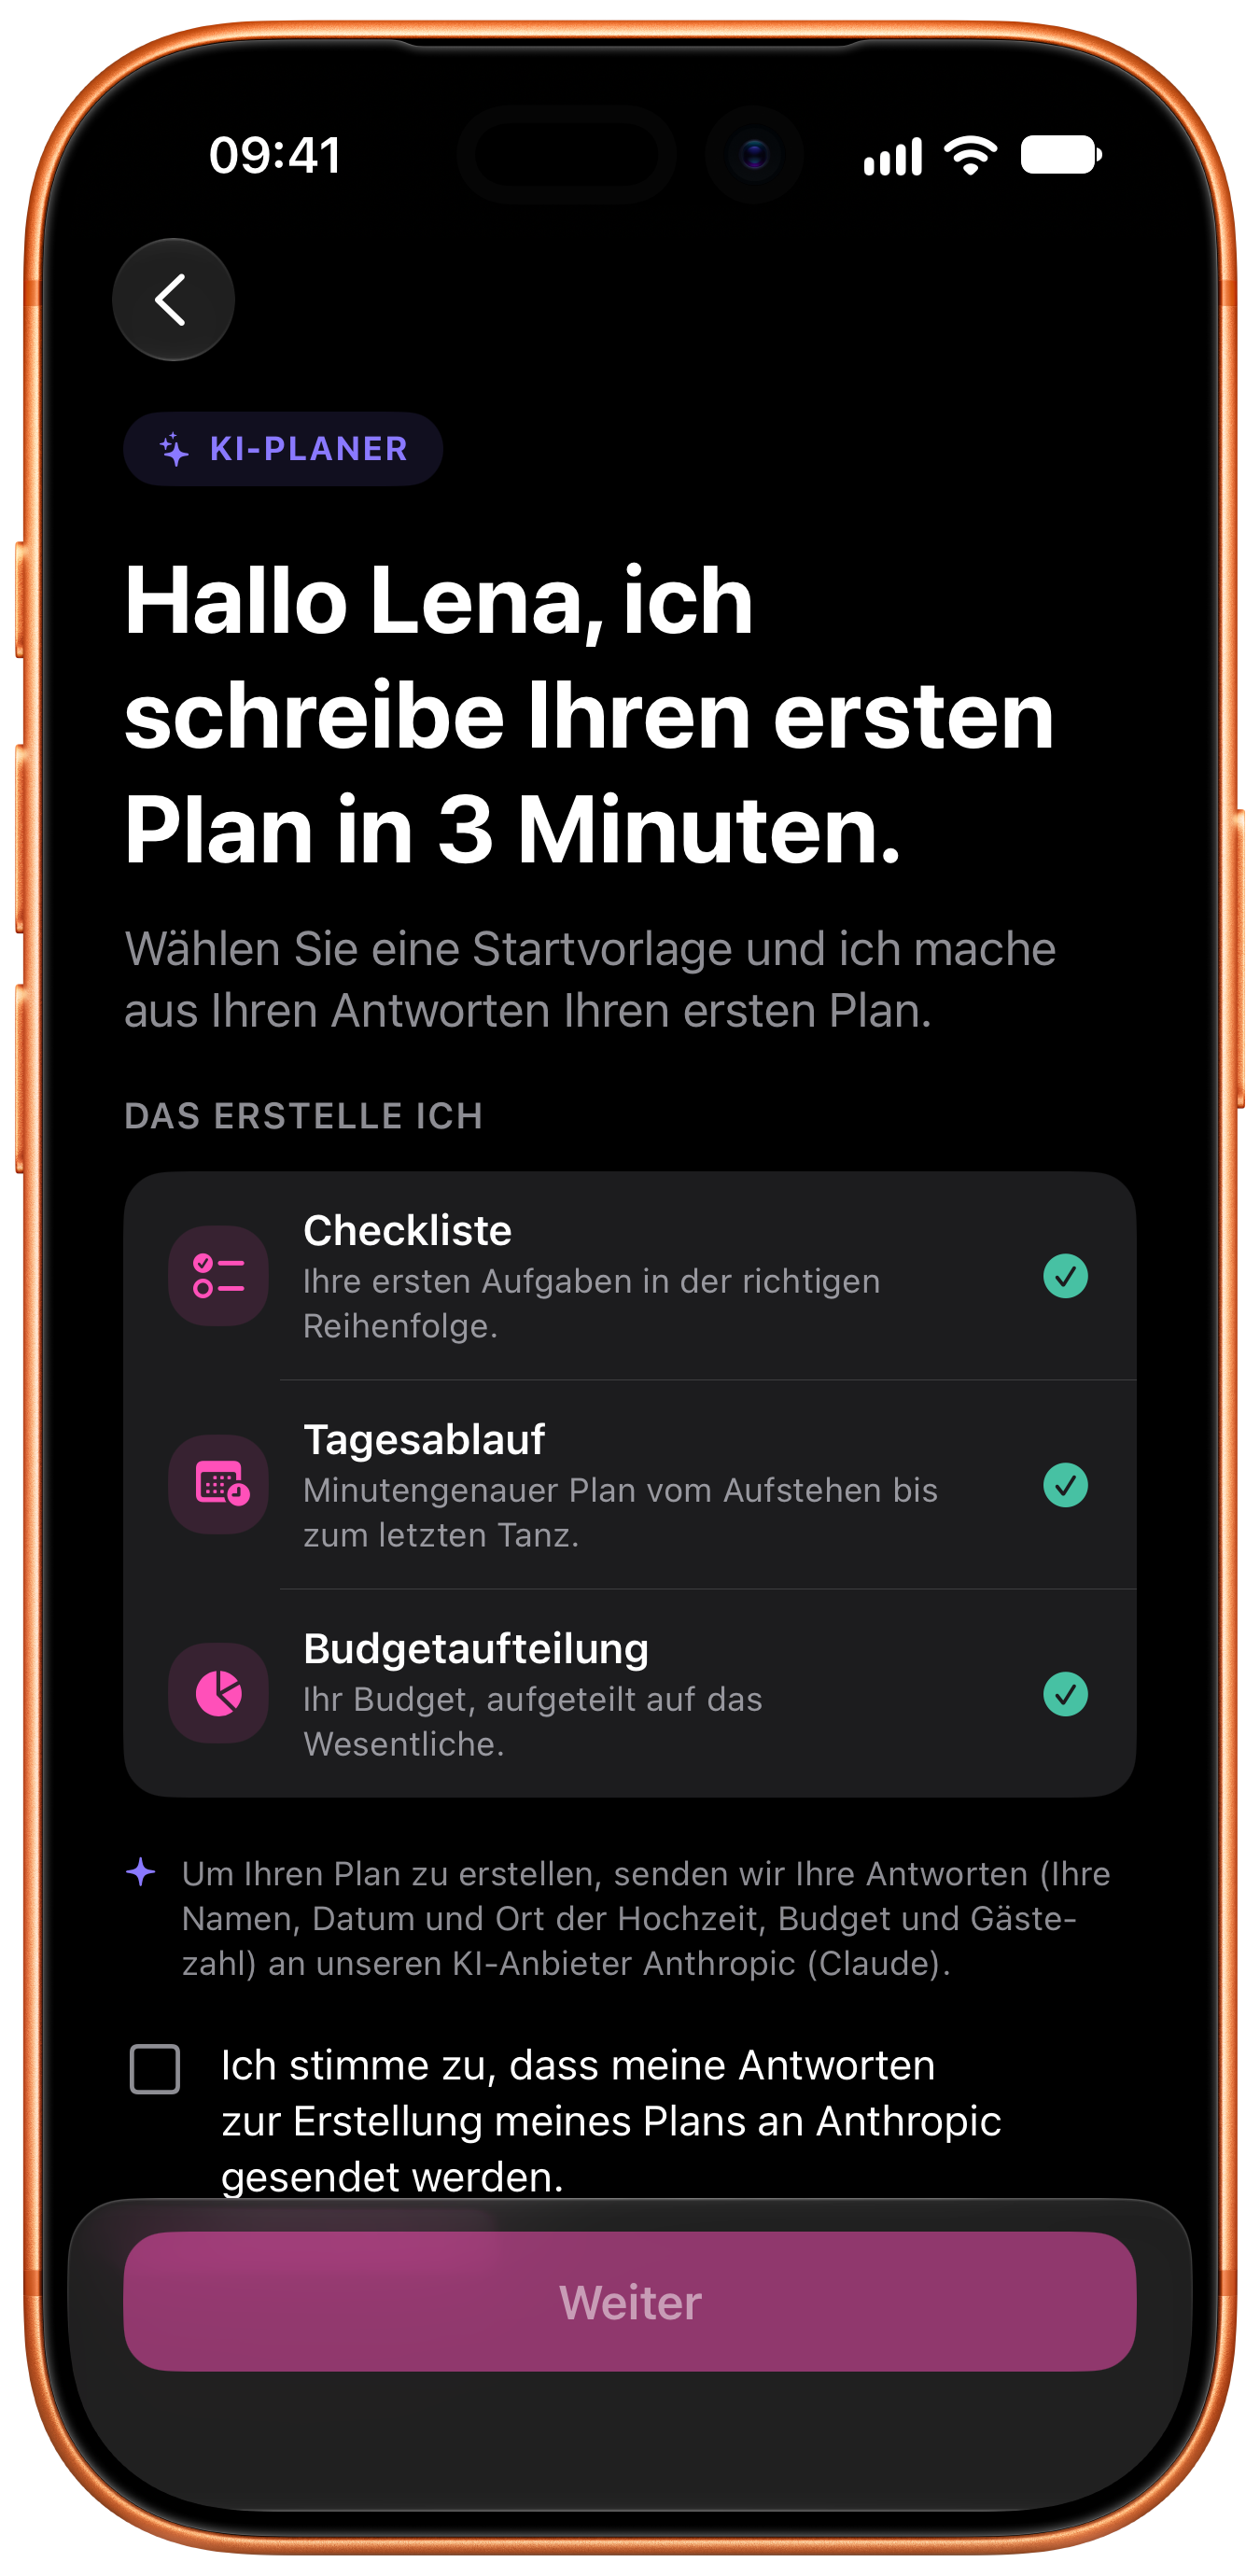 09:41
KI-PLANER
Hallo Lena, ich
schreibe Ihren ersten
Plan in 3 Minuten.
Wählen Sie eine Startvorlage und ich mache
aus Ihren Antworten Ihren ersten Plan.
DAS ERSTELLE ICH
Checkliste
Ihre ersten Aufgaben in der richtigen
Reihenfolge.
Tagesablauf
Minutengenauer Plan vom Aufstehen bis
zum letzten Tanz.
Budgetaufteilung
Ihr Budget, aufgeteilt auf das
Wesentliche.
Um Ihren Plan zu erstellen, senden wir Ihre Antworten (Ihre
Namen, Datum und Ort der Hochzeit, Budget und Gäste-
zahl) an unseren KI-Anbieter Anthropic (Claude).
Ich stimme zu, dass meine Antworten
zur Erstellung meines Plans an Anthropic
gesendet werden.
Weiter